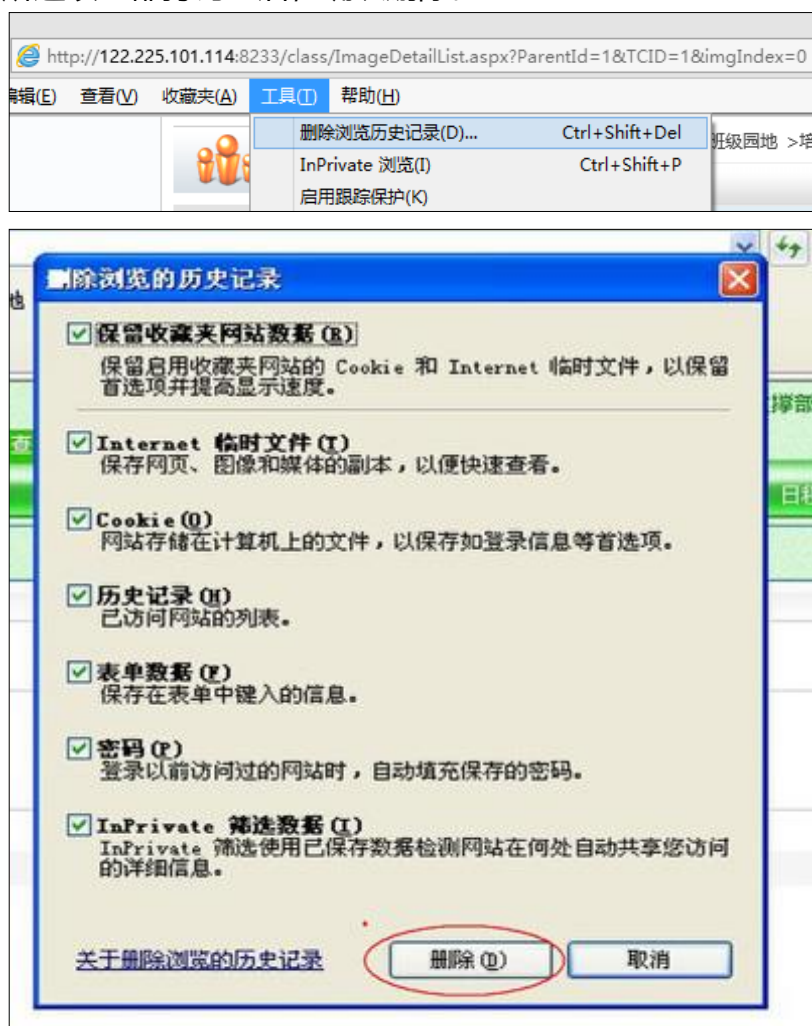 http://122.225.101.114:8233/class/ImageDetailList.aspx?ParentId=1&TCID=1&imgIndex=0
编辑(E) 查看(V) 收藏夹(A) 工具(T) 帮助(H)
删除浏览历史记录(D)... Ctrl+Shift+Del
班级园地 >培
InPrivate 浏览(I) Ctrl+Shift+P
启用跟踪保护(K)
删除浏览的历史记录
保留收藏夹网站数据(R)
保留启用收藏夹网站的 Cookie 和 Internet 临时文件，以保留
首选项并提高显示速度。
Internet 临时文件(T)
保存网页、图像和媒体的副本，以便快速查看。
Cookie(O)
网站存储在计算机上的文件，以保存如登录信息等首选项。
历史记录(H)
已访问网站的列表。
表单数据(F)
保存在表单中键入的信息。
密码(P)
登录以前访问过的网站时，自动填充保存的密码。
InPrivate 筛选数据(I)
InPrivate 筛选使用已保存数据检测网站在何处自动共享您访问
的详细信息。
关于删除浏览的历史记录 删除(D) 取消